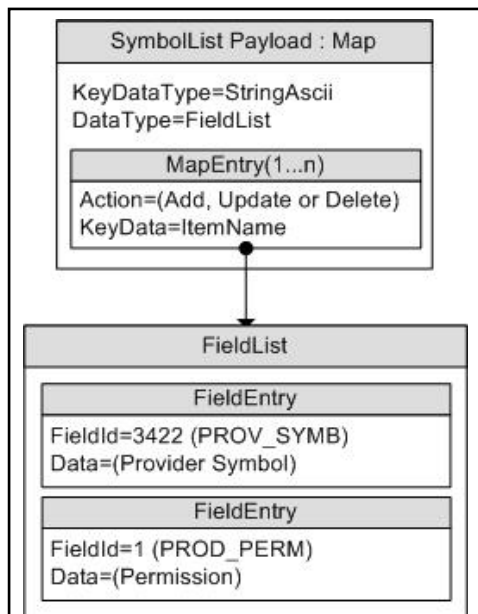 SymbolList Payload : Map
KeyDataType=StringAscii
DataType=FieldList
MapEntry(1...n)
Action=(Add, Update or Delete)
KeyData=ItemName
FieldList
FieldEntry
FieldId=3422 (PROV_SYMB)
Data=(Provider Symbol)
FieldEntry
FieldId=1 (PROD_PERM)
Data=(Permission)